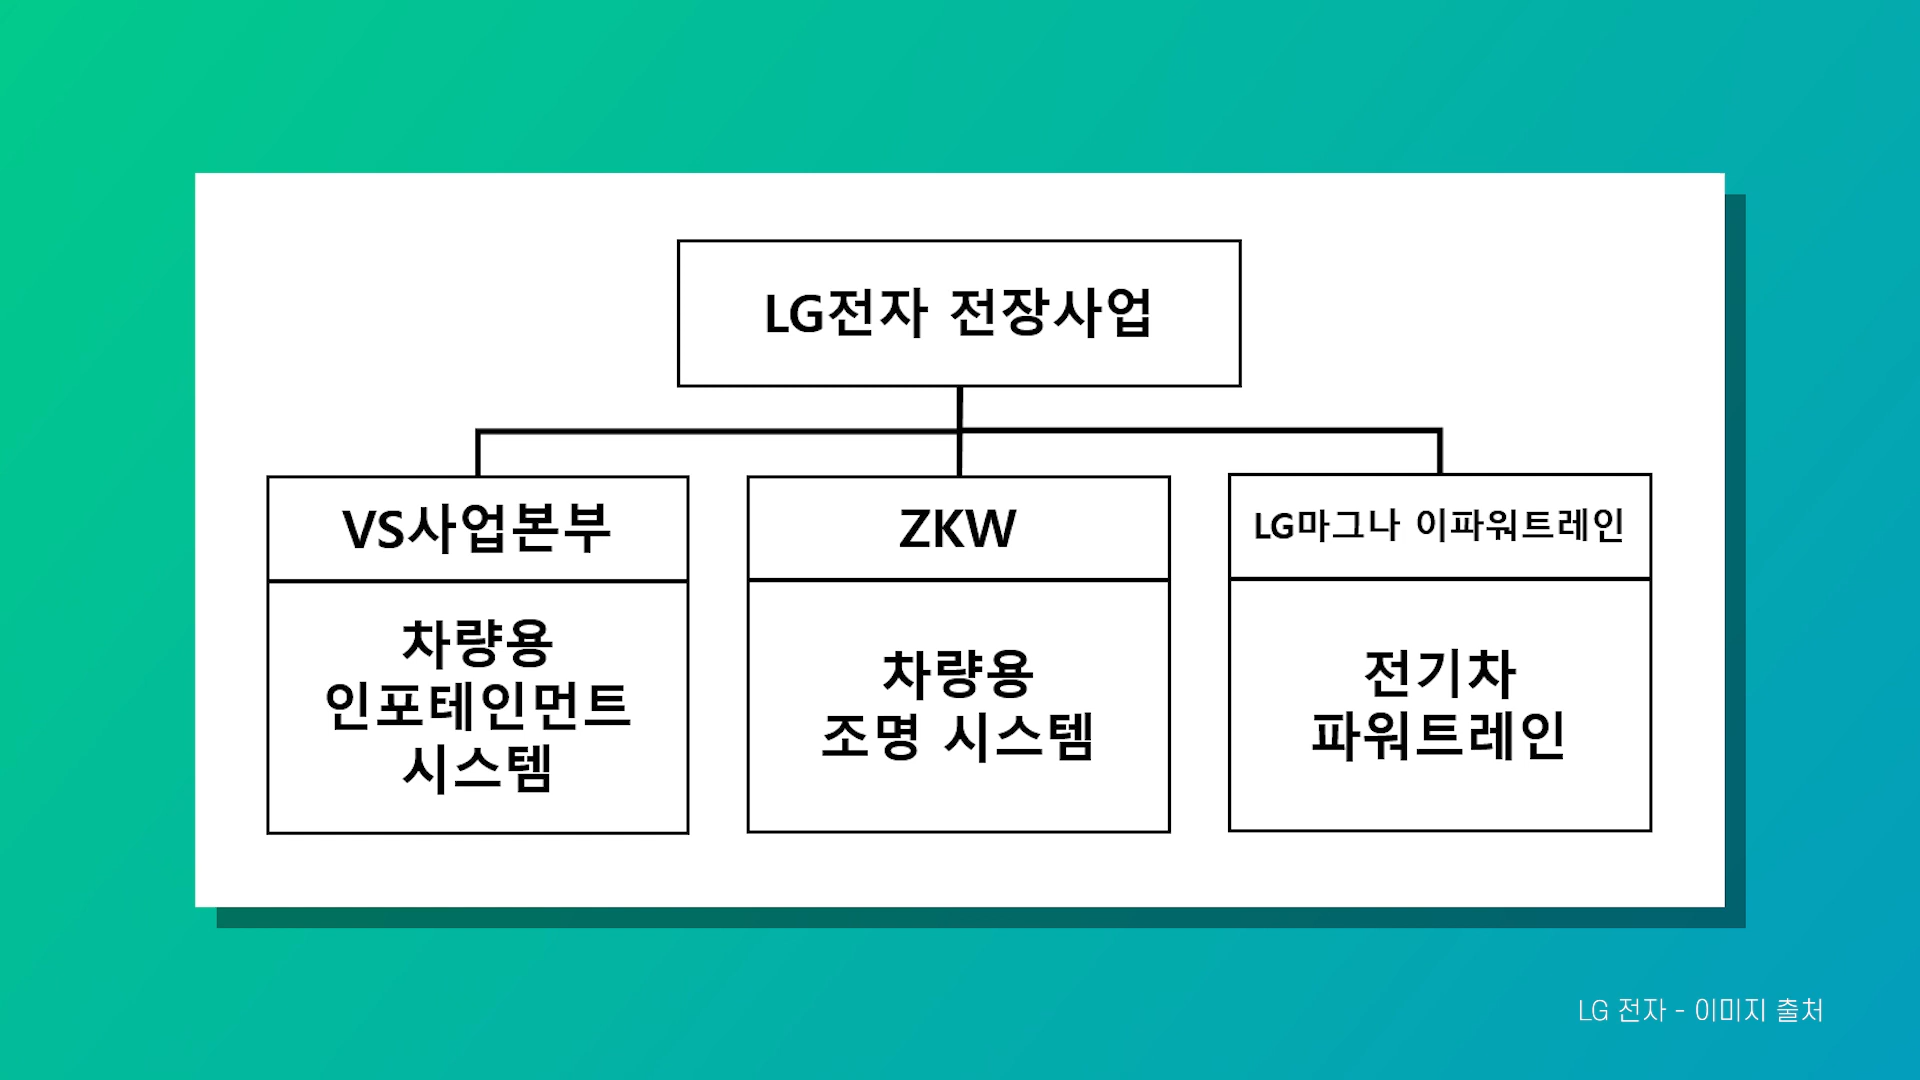 LG전자 전장사업
VS사업본부
차량용
인포테인먼트
시스템
ZKW
차량용
조명 시스템
LG마그나 이파워트레인
전기차
파워트레인
LG 전자 - 이미지 출처